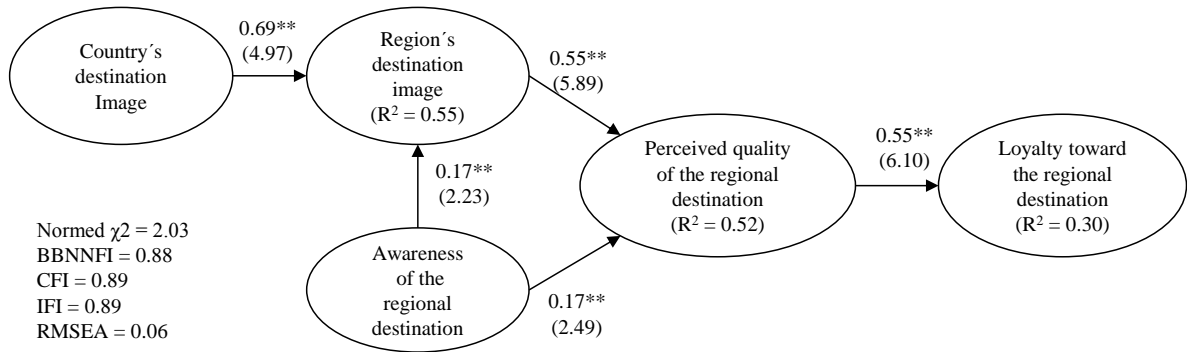 0.69**
(4.97)
Country´s
destination
Image
Region´s
destination
image
(R² = 0.55)
0.55**
(5.89)
0.17**
(2.23)
Perceived quality
of the regional
destination
(R² = 0.52)
0.55**
(6.10)
Loyalty toward
the regional
destination
(R² = 0.30)
Awareness
of the
regional
destination
0.17**
(2.49)
Normed χ2 = 2.03
BBNNFI = 0.88
CFI = 0.89
IFI = 0.89
RMSEA = 0.06